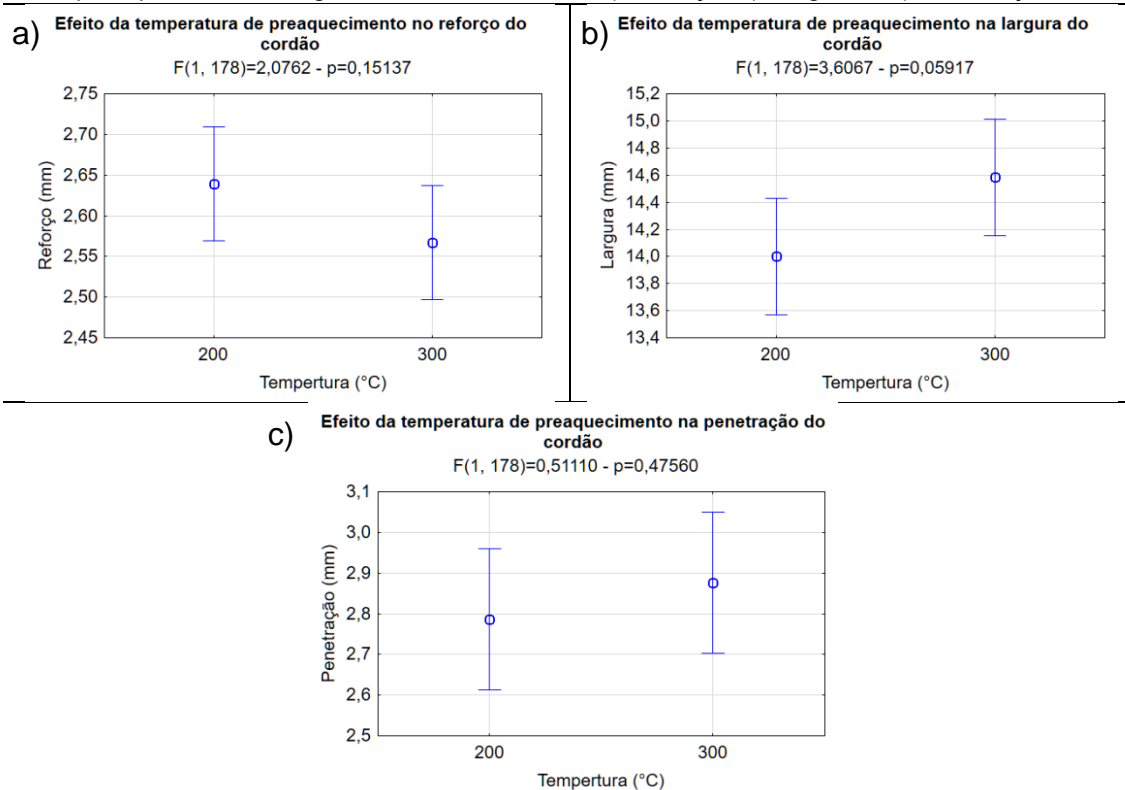 a)
Efeito da temperatura de preaquecimento no reforço do
cordão
F(1, 178)=2,0762 - p=0,15137
2,75
2,70
2,65
2,60
2,55
2,50
2,45
Reforço (mm)
200
300
Tempertura (°C)
b)
Efeito da temperatura de preaquecimento na largura do
cordão
F(1, 178)=3,6067 - p=0,05917
15,2
15,0
14,8
14,6
14,4
14,2
14,0
13,8
13,6
13,4
Largura (mm)
200
300
Tempertura (°C)
c)
Efeito da temperatura de preaquecimento na penetração do
cordão
F(1, 178)=0,51110 - p=0,47560
3,1
3,0
2,9
2,8
2,7
2,6
2,5
Penetração (mm)
200
300
Tempertura (°C)